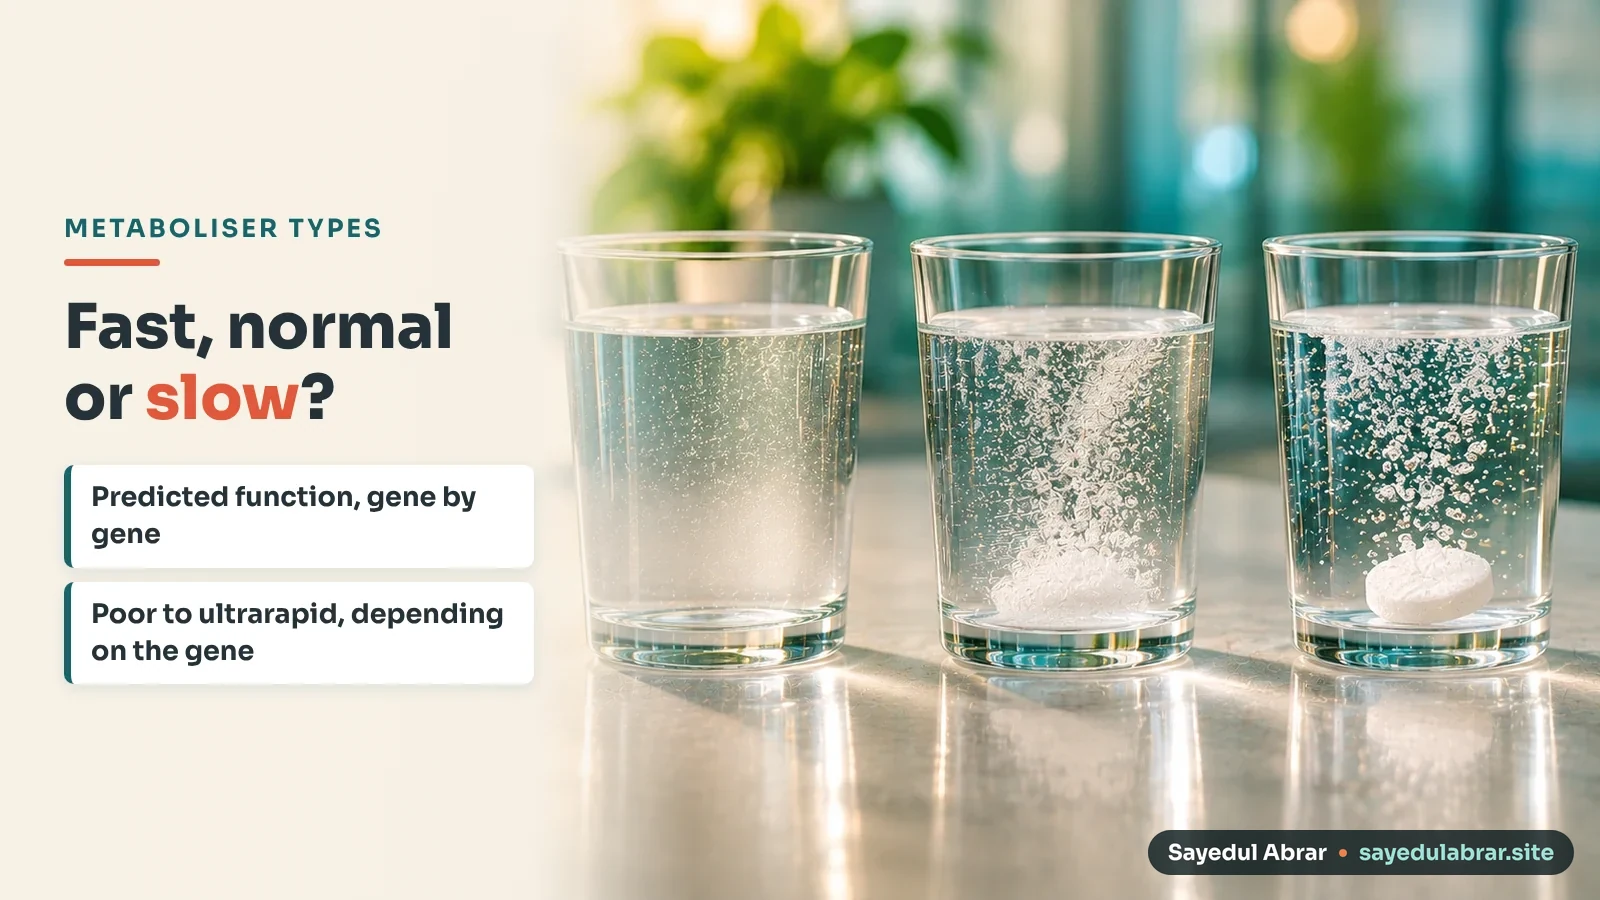 METABOLISER TYPES
Fast, normal
or slow?
Predicted function, gene by
gene
Poor to ultrarapid, depending
on the gene
Sayedul Abrar • sayedulabrar.site